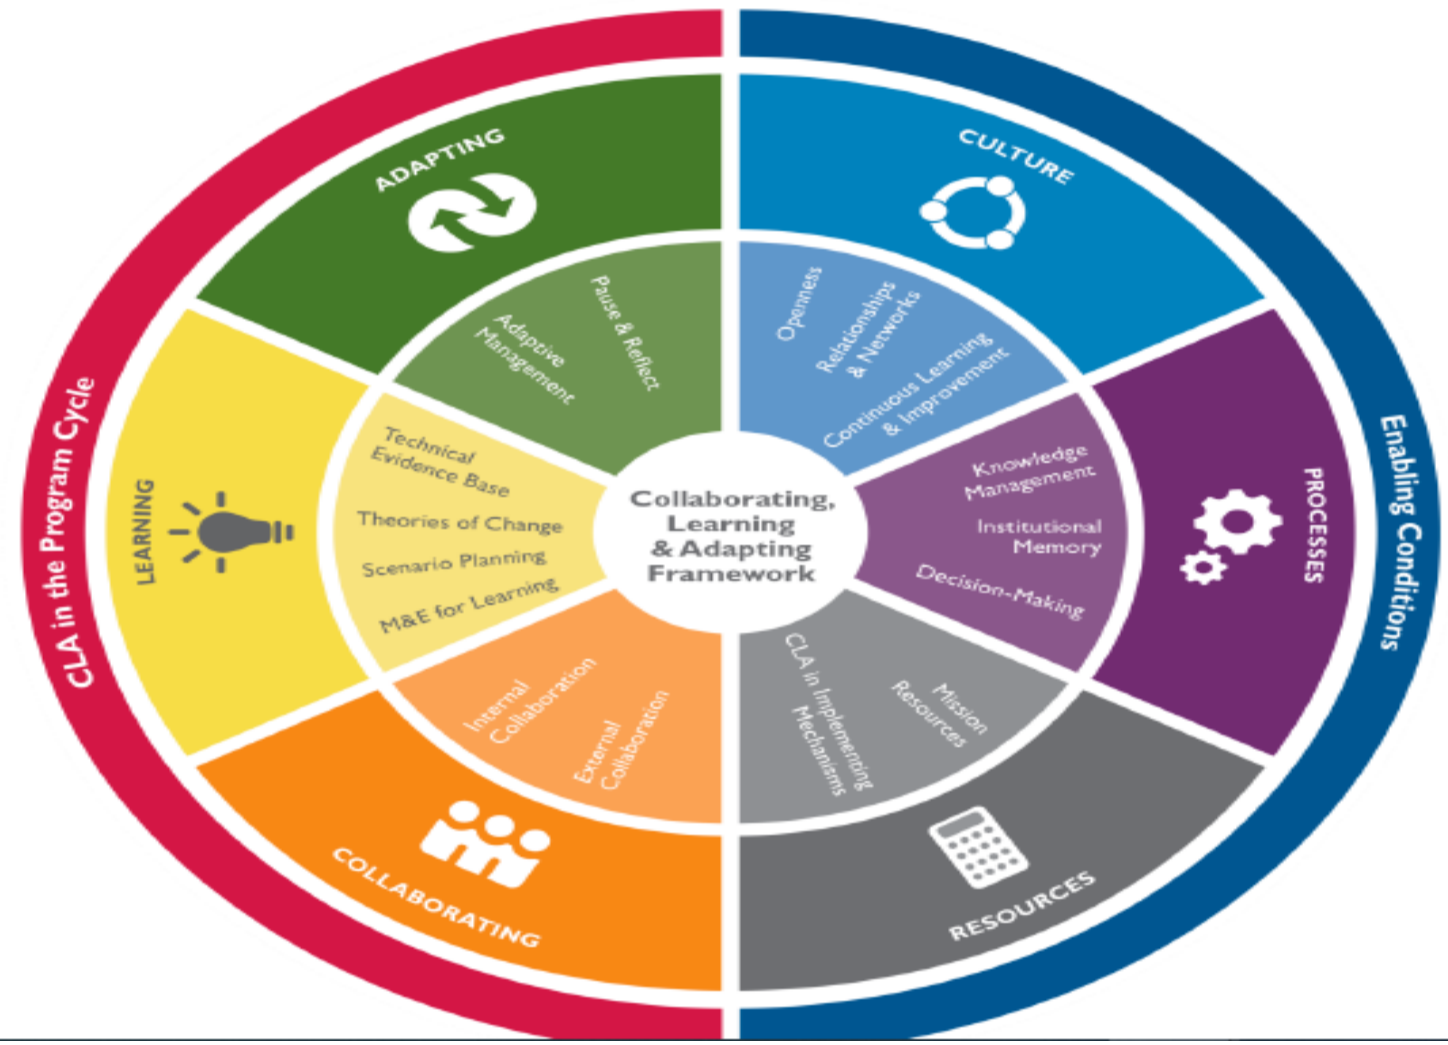 CLA in the Program Cycle
Enabling Conditions
ADAPTING
Adaptive
Management
Pause & Reflect
CULTURE
Openness
Relationships
& Networks
Continuous Learning
& Improvement
LEARNING
Technical
Evidence Base
Theories of Change
Scenario Planning
M&E for Learning
Collaborating,
Learning
& Adapting
Framework
PROCESSES
Knowledge
Management
Institutional
Memory
Decision-Making
COLLABORATING
Internal
Collaboration
External
Collaboration
RESOURCES
CLA in Implementing
Mechanisms
Mission
Resources